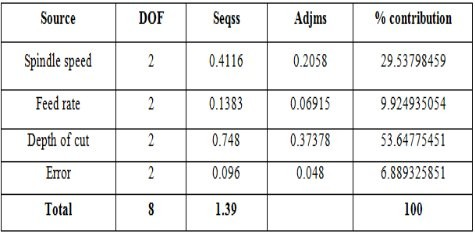 Source DOF Seqss Adjms % contribution
Spindle speed 2 0.4116 0.2058 29.53798459
Feed rate 2 0.1383 0.06915 9.924935054
Depth of cut 2 0.748 0.37378 53.64775451
Error 2 0.096 0.048 6.889325851
Total 8 1.39 100